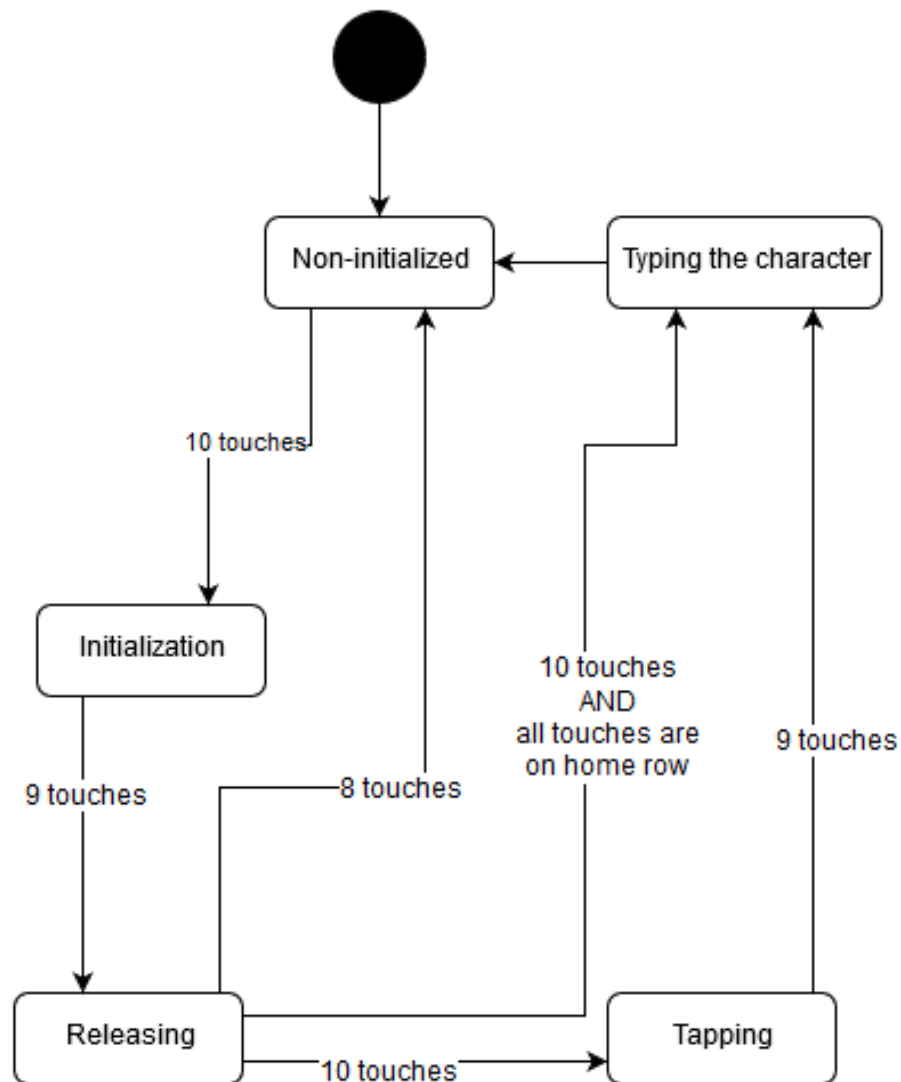 Non-initialized
Typing the character
10 touches
Initialization
10 touches
AND
all touches are
on home row
9 touches
9 touches
8 touches
Releasing
Tapping
10 touches